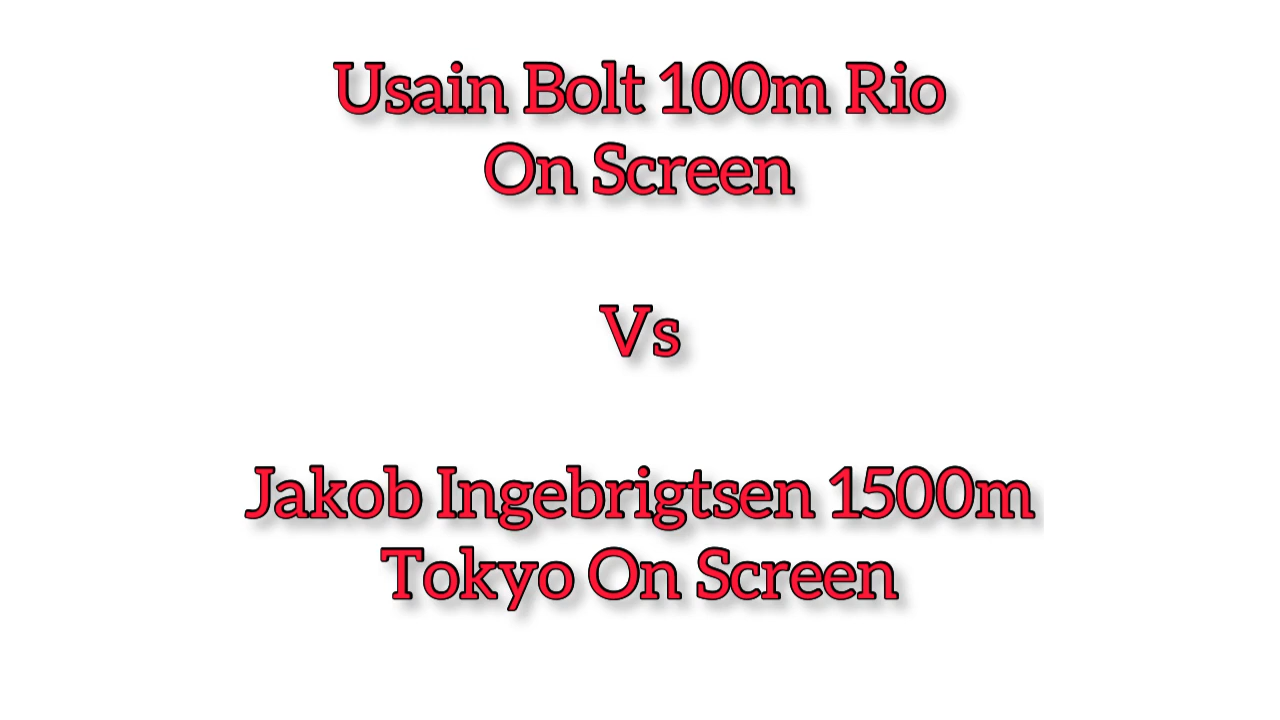 Usain Bolt 100m Rio
On Screen
Vs
Jakob Ingebrigtsen 1500m
Tokyo On Screen